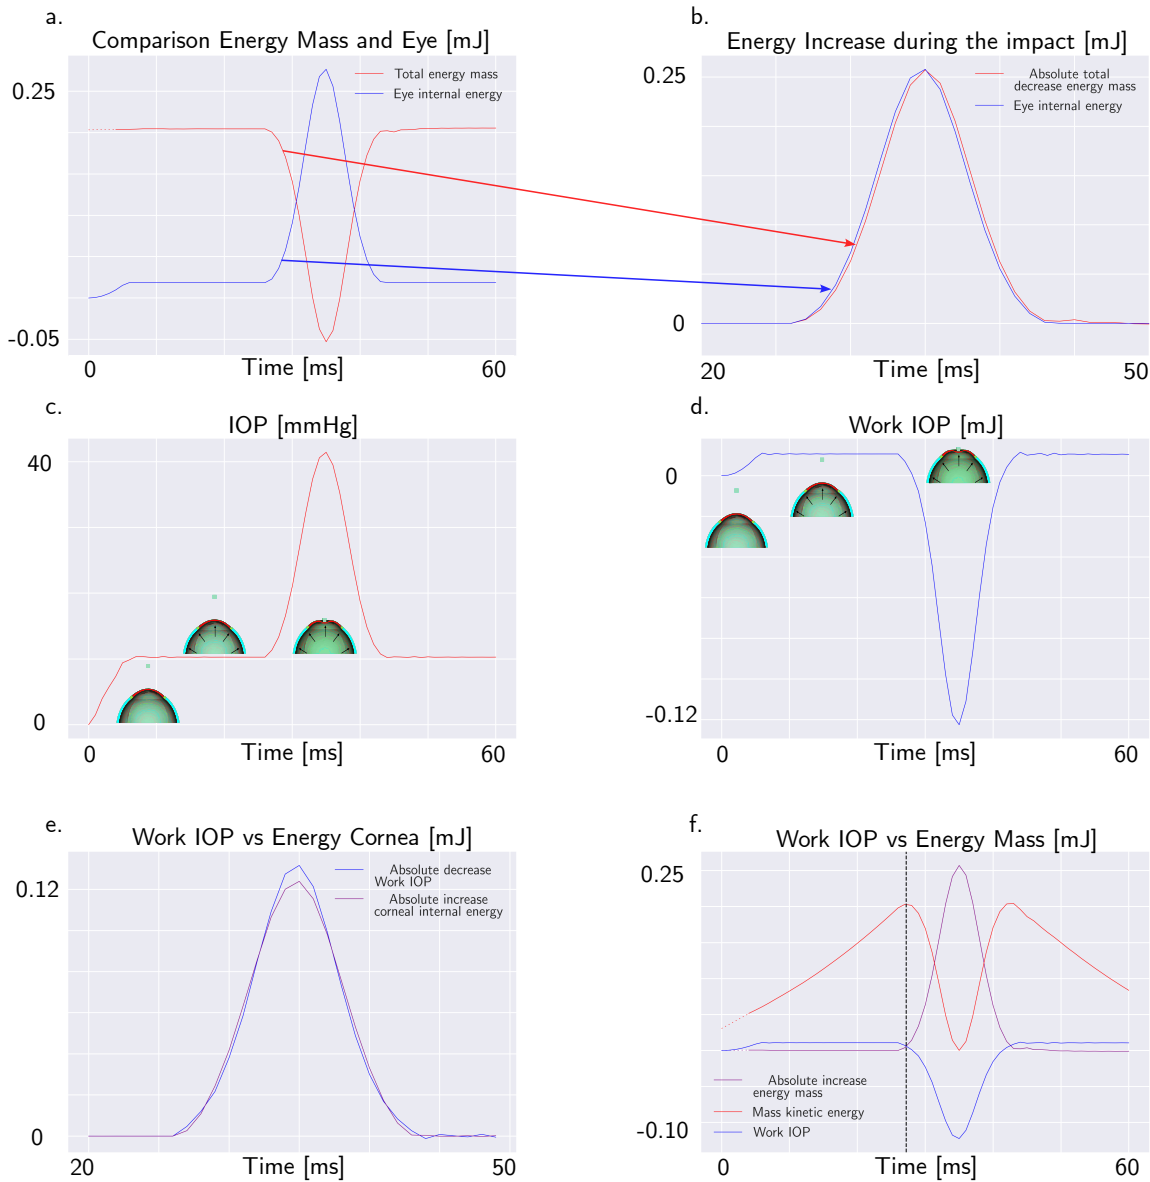 a.
Comparison Energy Mass and Eye [mJ]
Total energy mass
Eye internal energy
0.25
-0.05
0
Time [ms]
60
b.
Energy Increase during the impact [mJ]
Absolute total
decrease energy mass
Eye internal energy
0.25
0
20
Time [ms]
50
c.
IOP [mmHg]
40
0
0
Time [ms]
60
d.
Work IOP [mJ]
0
-0.12
0
Time [ms]
60
e.
Work IOP vs Energy Cornea [mJ]
Absolute decrease
Work IOP
Absolute increase
corneal internal energy
0.12
0
20
Time [ms]
50
f.
Work IOP vs Energy Mass [mJ]
0.25
Absolute increase
energy mass
Mass kinetic energy
Work IOP
-0.10
0
Time [ms]
60